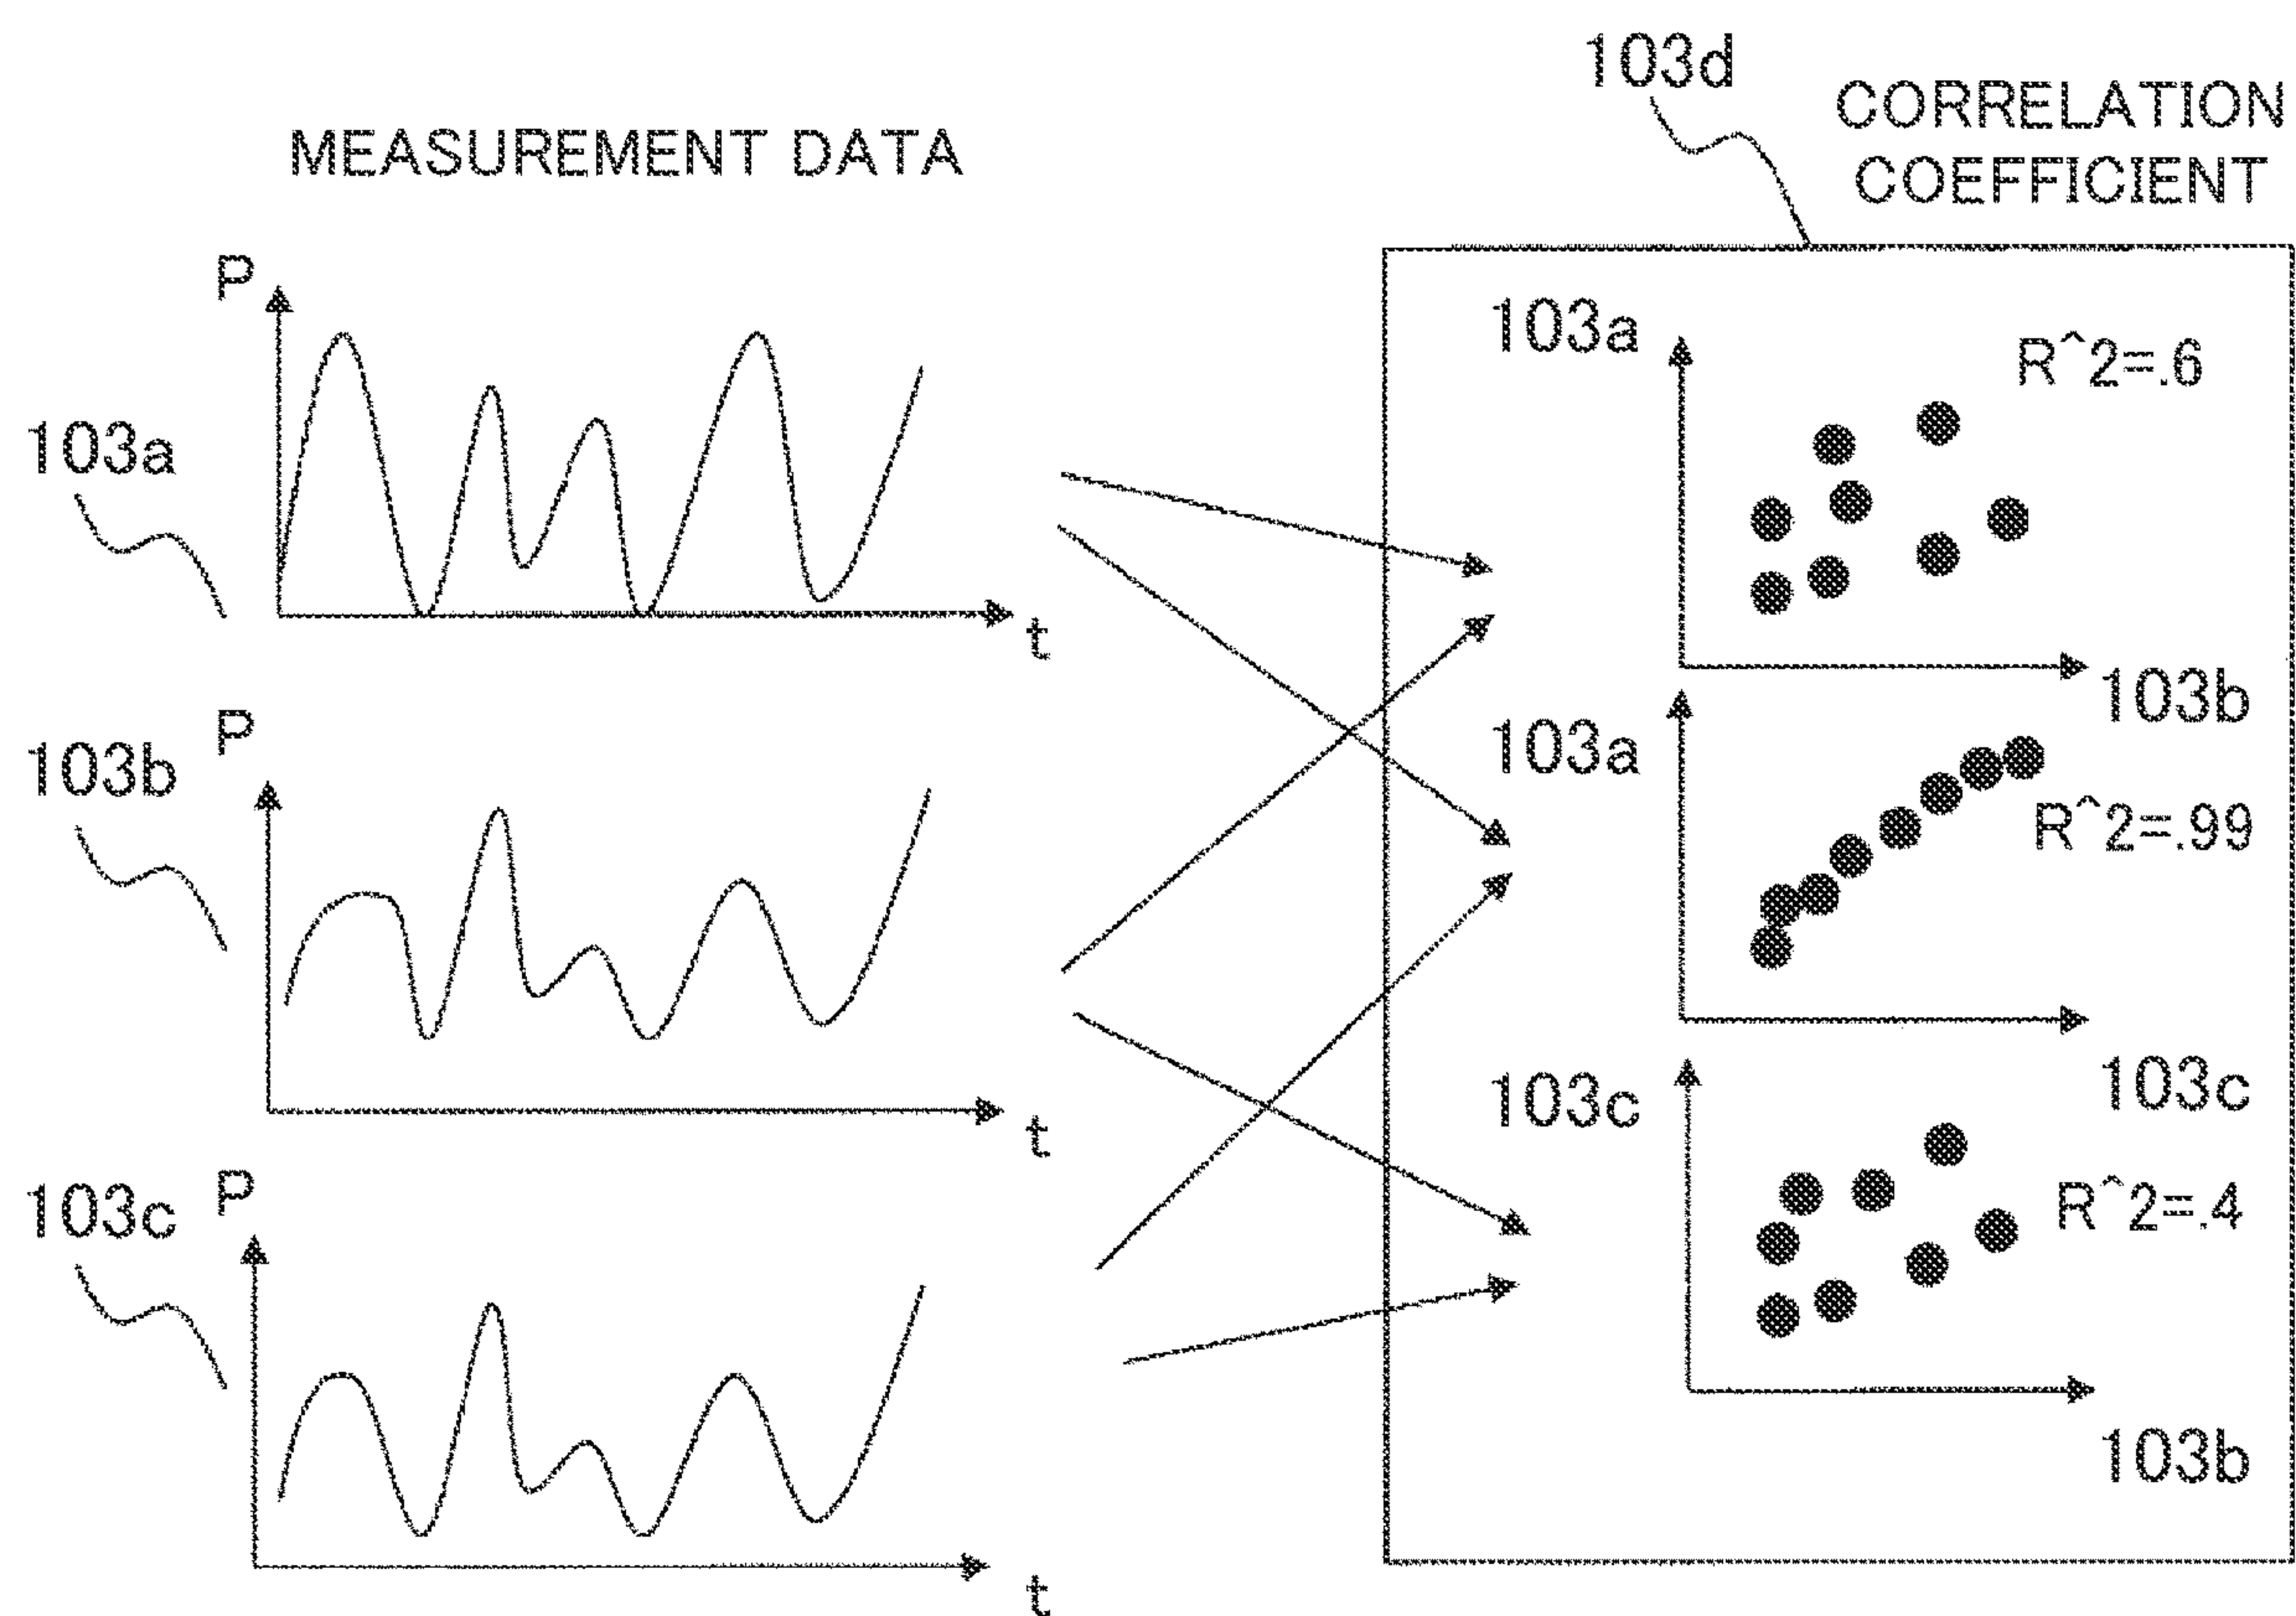 103d
CORRELATION
COEFFICIENT
MEASUREMENT DATA
P
103a
t
P
103b
t
P
103c
t
103a
R^2=.6
103b
103a
R^2=.99
103c
103c
R^2=.4
103b